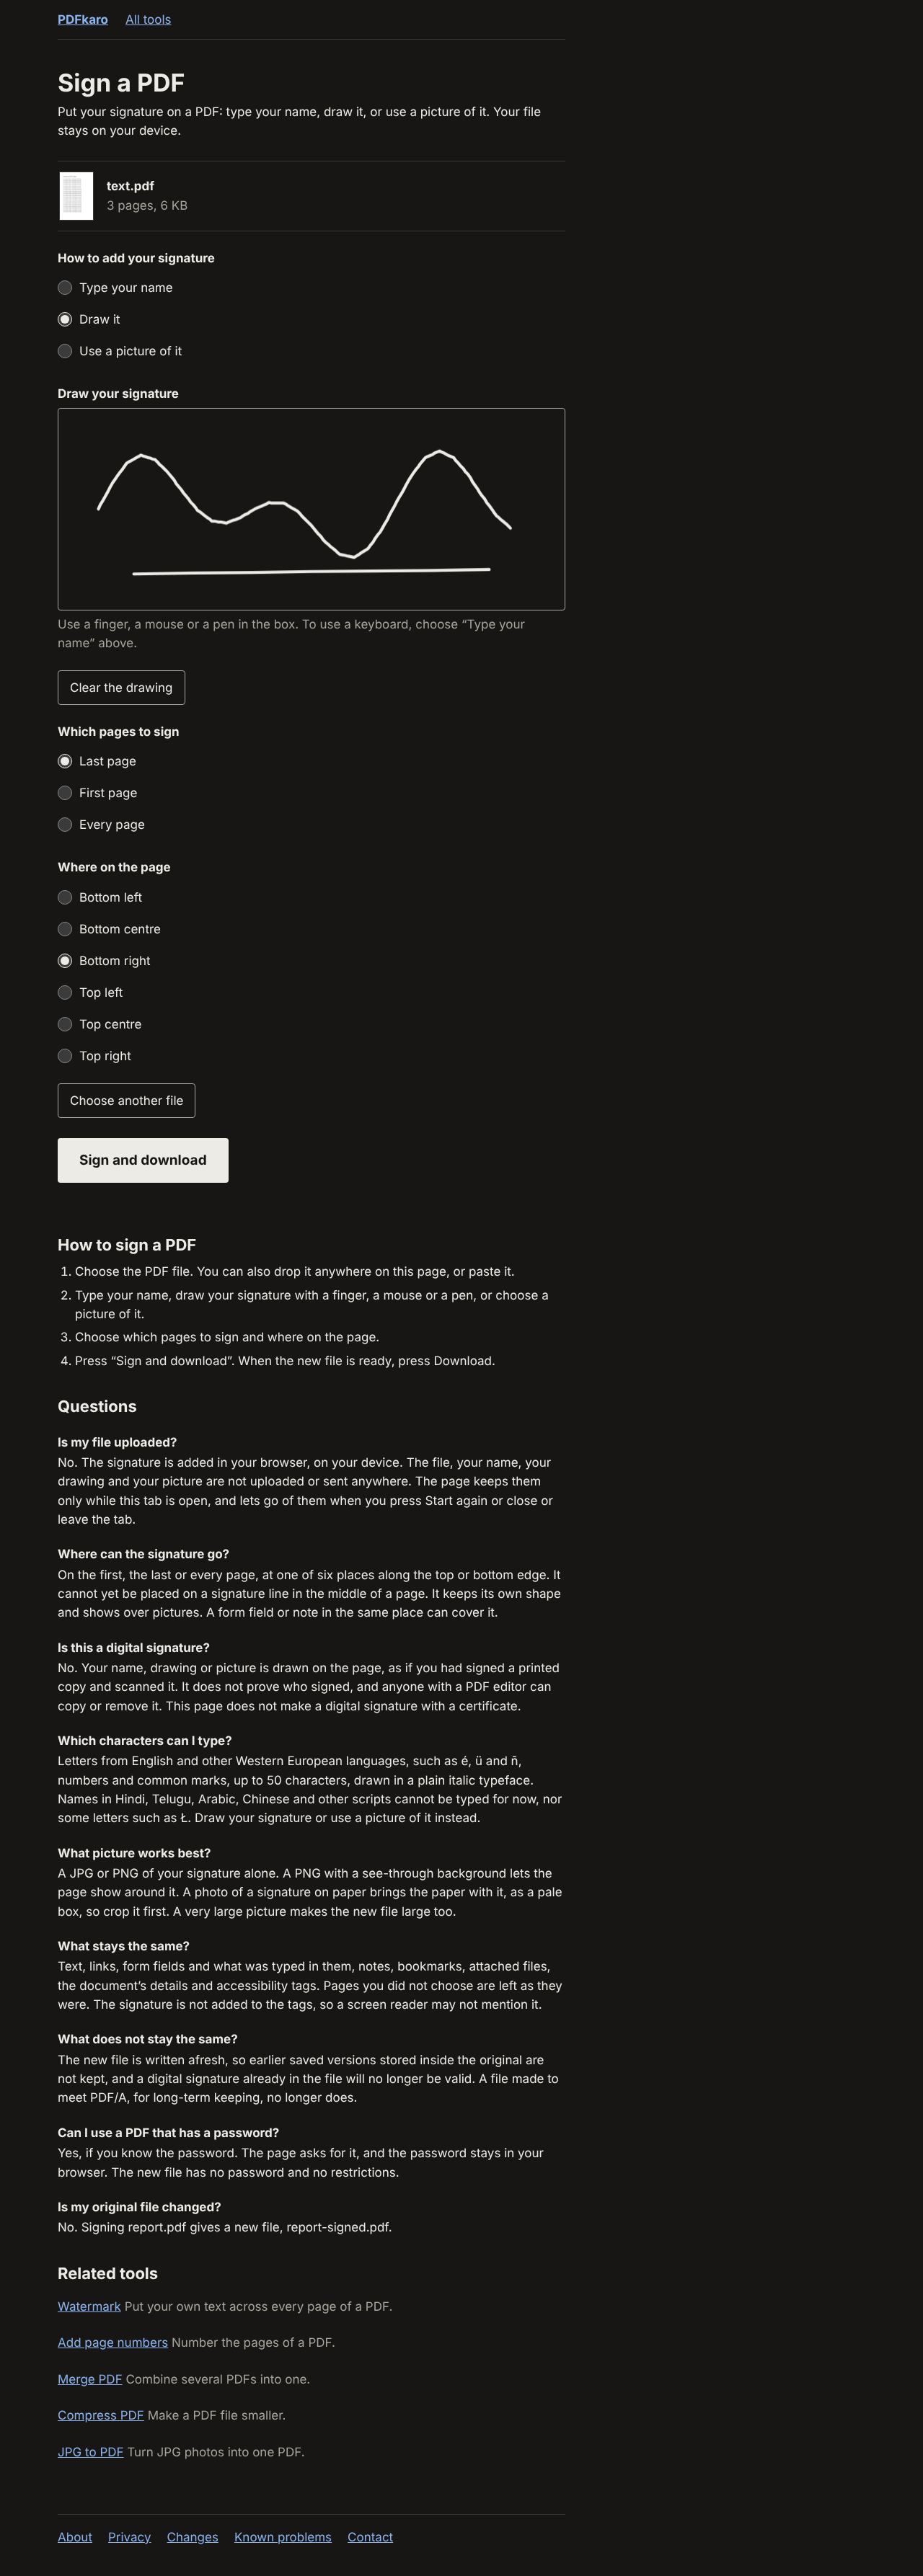 PDFkaro All tools
Sign a PDF
Put your signature on a PDF: type your name, draw it, or use a picture of it. Your file
stays on your device.
text.pdf
3 pages, 6 KB
How to add your signature
Type your name
Draw it
Use a picture of it
Draw your signature
Use a finger, a mouse or a pen in the box. To use a keyboard, choose “Type your
name” above.
Clear the drawing
Which pages to sign
Last page
First page
Every page
Where on the page
Bottom left
Bottom centre
Bottom right
Top left
Top centre
Top right
Choose another file
Sign and download
How to sign a PDF
1. Choose the PDF file. You can also drop it anywhere on this page, or paste it.
2. Type your name, draw your signature with a finger, a mouse or a pen, or choose a
picture of it.
3. Choose which pages to sign and where on the page.
4. Press “Sign and download”. When the new file is ready, press Download.
Questions
Is my file uploaded?
No. The signature is added in your browser, on your device. The file, your name, your
drawing and your picture are not uploaded or sent anywhere. The page keeps them
only while this tab is open, and lets go of them when you press Start again or close or
leave the tab.
Where can the signature go?
On the first, the last or every page, at one of six places along the top or bottom edge. It
cannot yet be placed on a signature line in the middle of a page. It keeps its own shape
and shows over pictures. A form field or note in the same place can cover it.
Is this a digital signature?
No. Your name, drawing or picture is drawn on the page, as if you had signed a printed
copy and scanned it. It does not prove who signed, and anyone with a PDF editor can
copy or remove it. This page does not make a digital signature with a certificate.
Which characters can I type?
Letters from English and other Western European languages, such as é, ü and ñ,
numbers and common marks, up to 50 characters, drawn in a plain italic typeface.
Names in Hindi, Telugu, Arabic, Chinese and other scripts cannot be typed for now, nor
some letters such as Ł. Draw your signature or use a picture of it instead.
What picture works best?
A JPG or PNG of your signature alone. A PNG with a see-through background lets the
page show around it. A photo of a signature on paper brings the paper with it, as a pale
box, so crop it first. A very large picture makes the new file large too.
What stays the same?
Text, links, form fields and what was typed in them, notes, bookmarks, attached files,
the document’s details and accessibility tags. Pages you did not choose are left as they
were. The signature is not added to the tags, so a screen reader may not mention it.
What does not stay the same?
The new file is written afresh, so earlier saved versions stored inside the original are
not kept, and a digital signature already in the file will no longer be valid. A file made to
meet PDF/A, for long-term keeping, no longer does.
Can I use a PDF that has a password?
Yes, if you know the password. The page asks for it, and the password stays in your
browser. The new file has no password and no restrictions.
Is my original file changed?
No. Signing report.pdf gives a new file, report-signed.pdf.
Related tools
Watermark Put your own text across every page of a PDF.
Add page numbers Number the pages of a PDF.
Merge PDF Combine several PDFs into one.
Compress PDF Make a PDF file smaller.
JPG to PDF Turn JPG photos into one PDF.
About Privacy Changes Known problems Contact